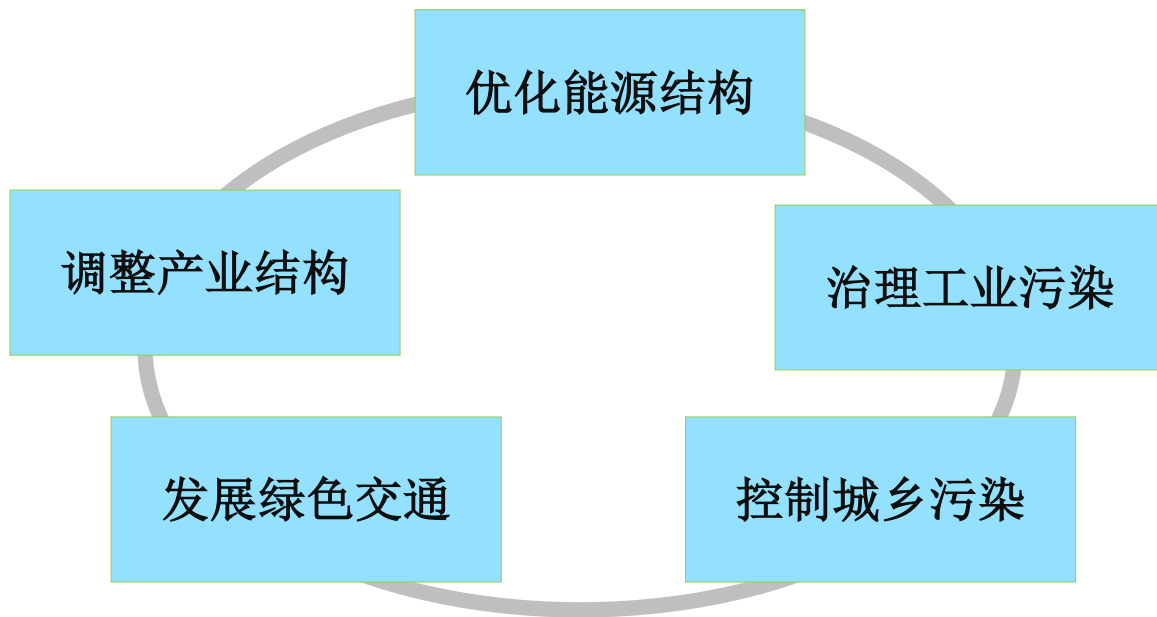 优化能源结构
调整产业结构
治理工业污染
发展绿色交通
控制城乡污染